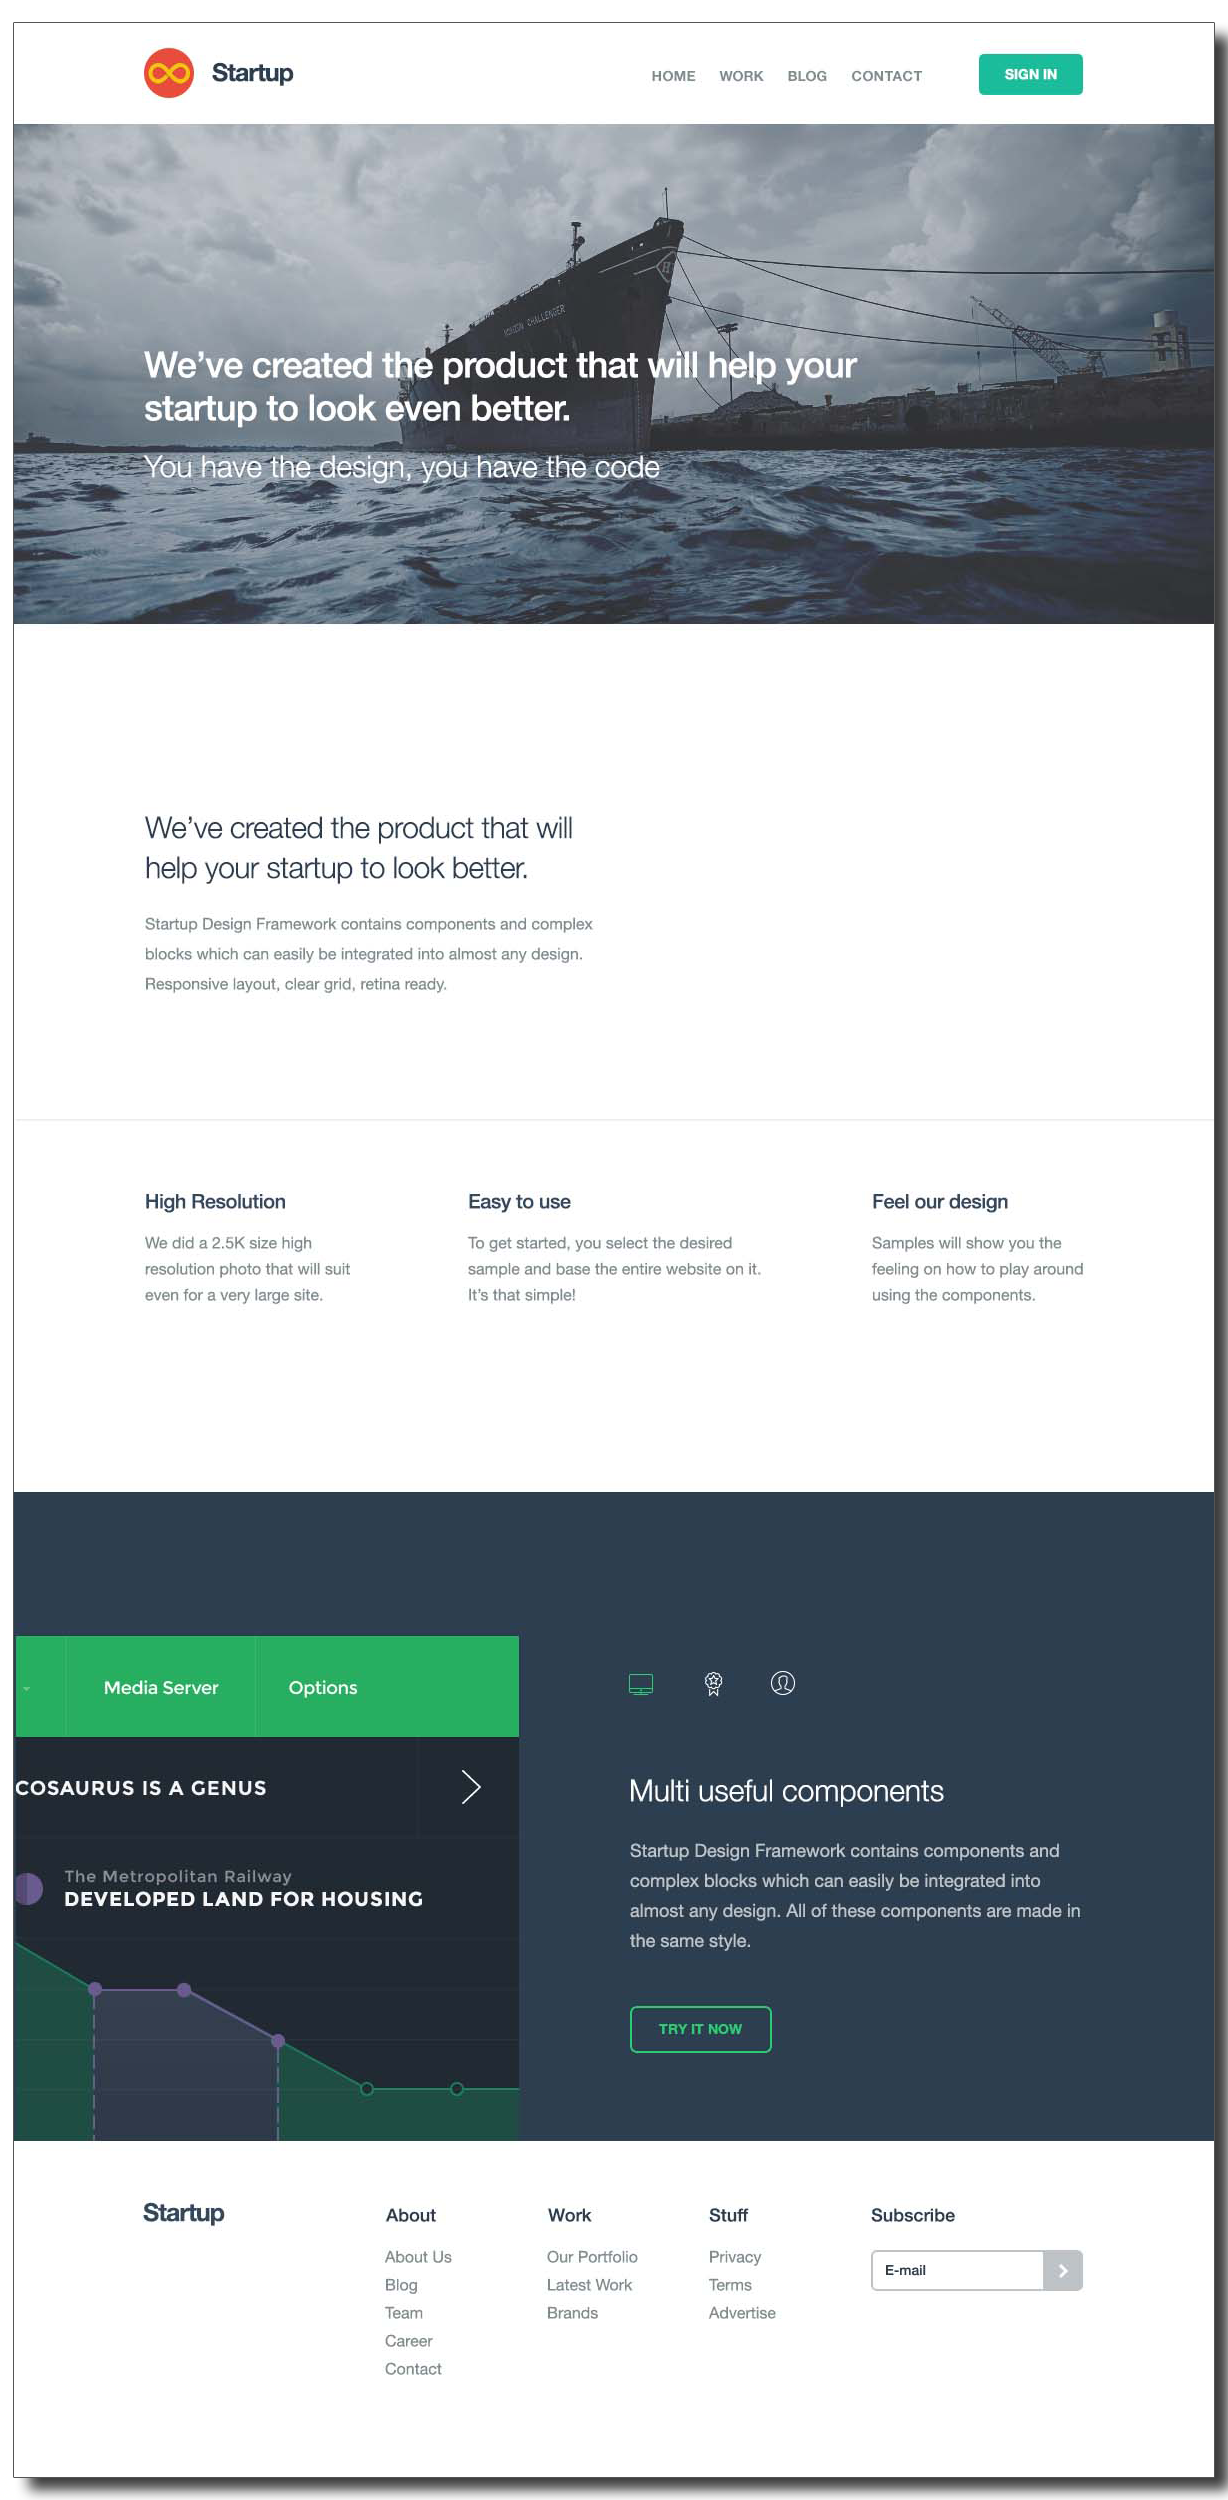 Startup
HOME WORK BLOG CONTACT SIGN IN
H
HORIZON CHALLENGER
We’ve created the product that will help your
startup to look even better.
You have the design, you have the code
We’ve created the product that will
help your startup to look better.
Startup Design Framework contains components and complex
blocks which can easily be integrated into almost any design.
Responsive layout, clear grid, retina ready.
High Resolution
We did a 2.5K size high
resolution photo that will suit
even for a very large site.
Easy to use
To get started, you select the desired
sample and base the entire website on it.
It’s that simple!
Feel our design
Samples will show you the
feeling on how to play around
using the components.
Media Server Options
COSAURUS IS A GENUS
The Metropolitan Railway
DEVELOPED LAND FOR HOUSING
Multi useful components
Startup Design Framework contains components and
complex blocks which can easily be integrated into
almost any design. All of these components are made in
the same style.
TRY IT NOW
Startup
About
About Us
Blog
Team
Career
Contact
Work
Our Portfolio
Latest Work
Brands
Stuff
Privacy
Terms
Advertise
Subscribe
E-mail